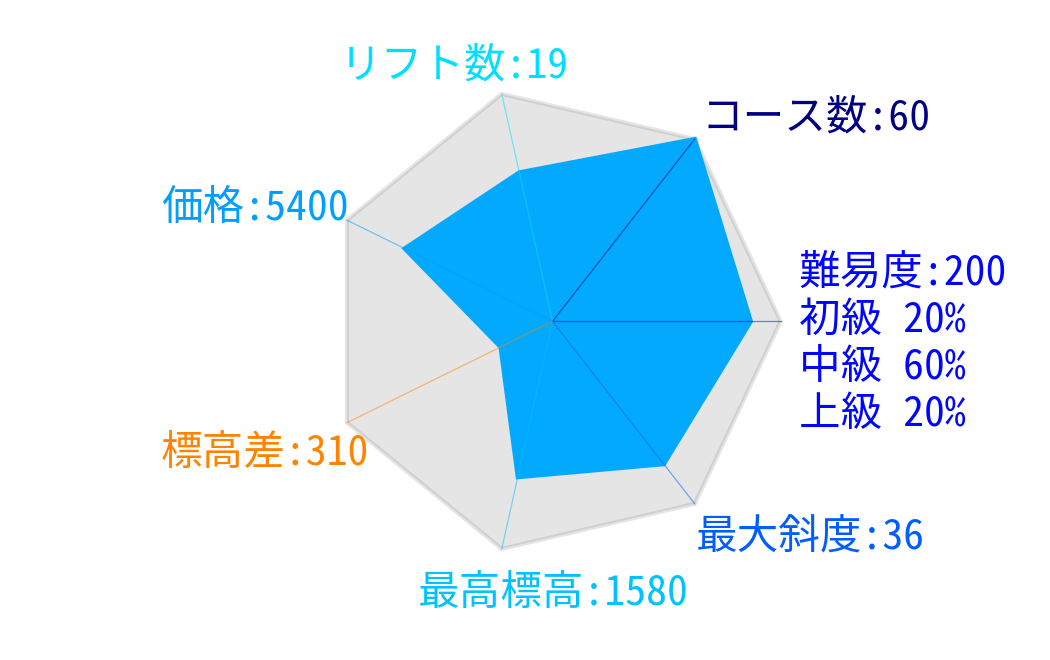 リフト数:19
コース数:60
価格:5400
難易度:200
初級 20%
中級 60%
上級 20%
標高差:310
最大斜度:36
最高標高:1580